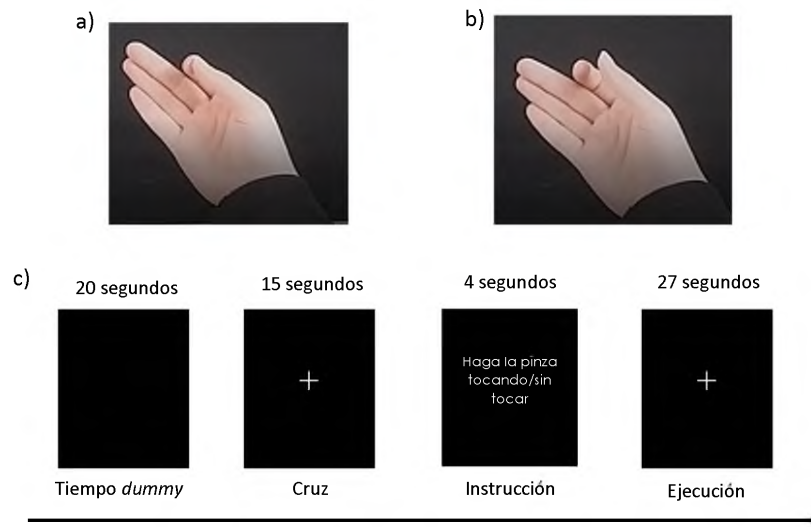 a)
b)
c)
20 segundos
15 segundos
4 segundos
27 segundos
Haga la pinza
tocando/sin
tocar
Tiempo dummy
Cruz
Instrucción
Ejecución